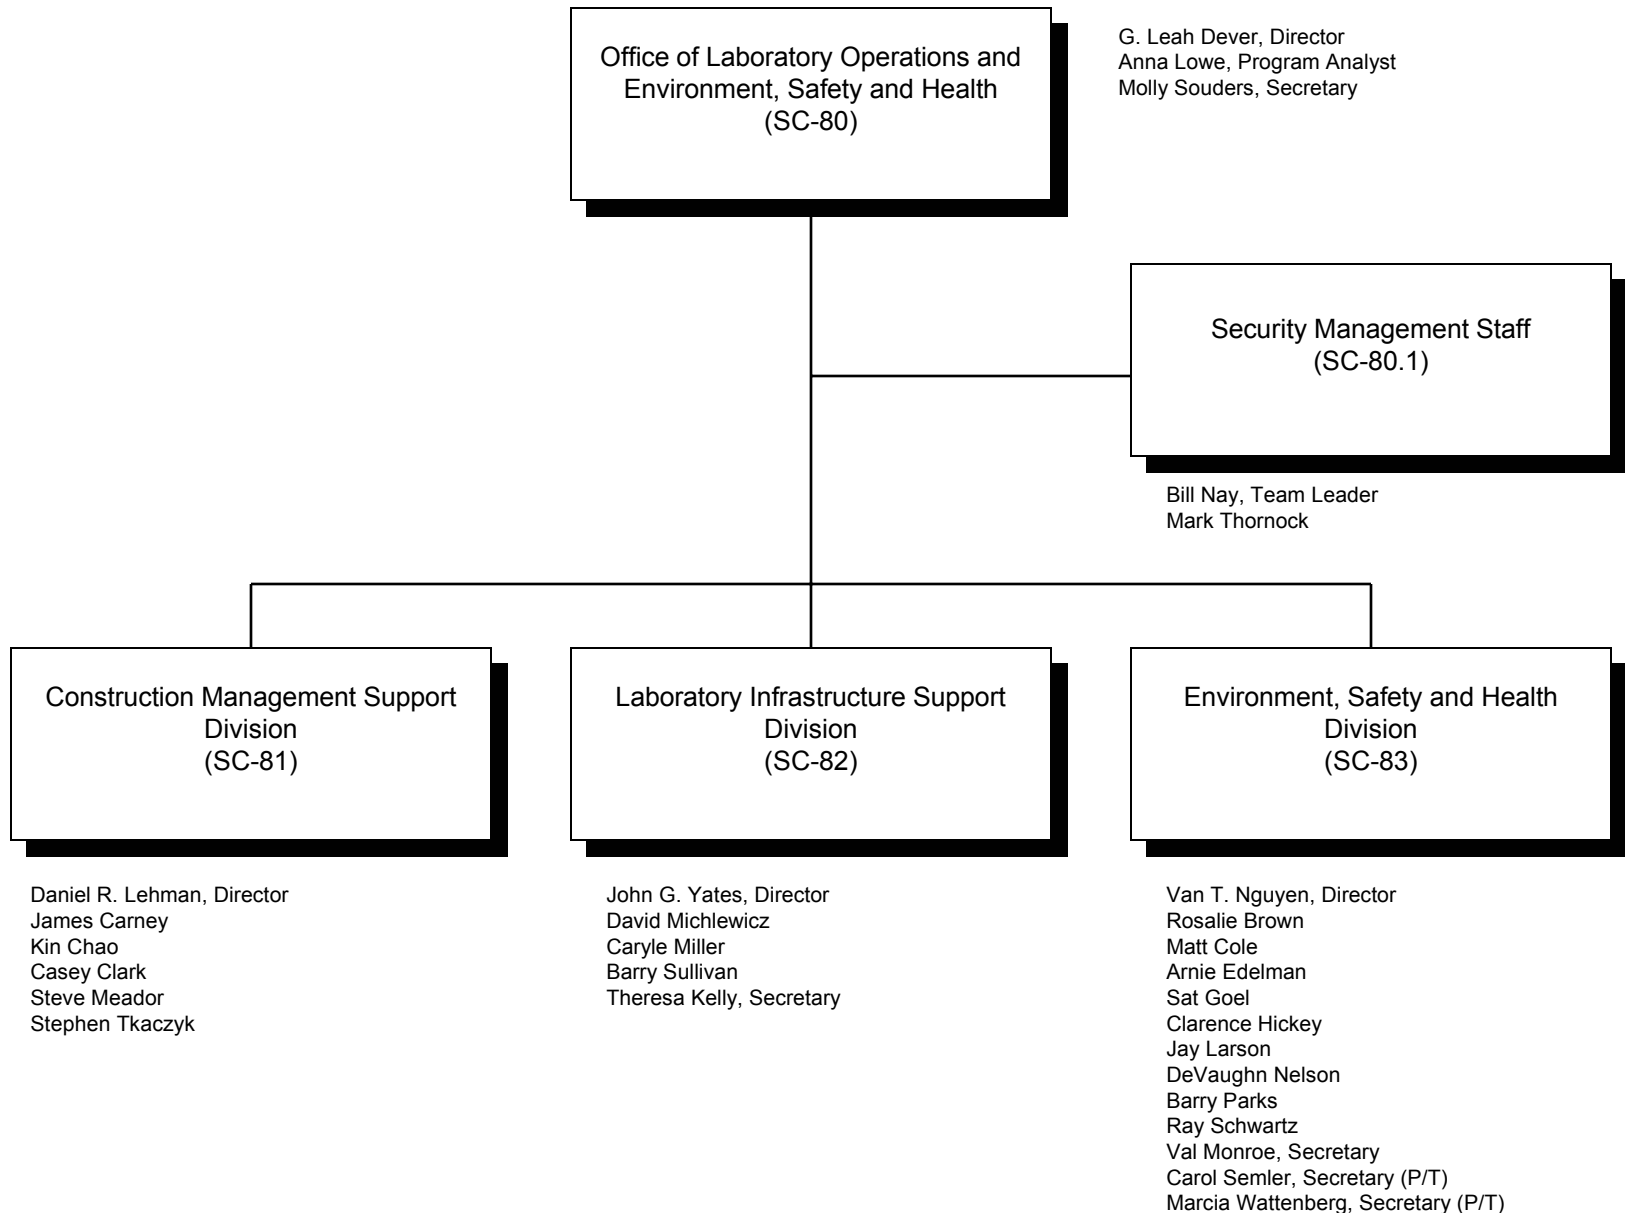 Office of Laboratory Operations and
Environment, Safety and Health
(SC-80)
G. Leah Dever, Director
Anna Lowe, Program Analyst
Molly Souders, Secretary
Security Management Staff
(SC-80.1)
Bill Nay, Team Leader
Mark Thornock
Construction Management Support
Division
(SC-81)
Daniel R. Lehman, Director
James Carney
Kin Chao
Casey Clark
Steve Meador
Stephen Tkaczyk
Laboratory Infrastructure Support
Division
(SC-82)
John G. Yates, Director
David Michlewicz
Caryle Miller
Barry Sullivan
Theresa Kelly, Secretary
Environment, Safety and Health
Division
(SC-83)
Van T. Nguyen, Director
Rosalie Brown
Matt Cole
Arnie Edelman
Sat Goel
Clarence Hickey
Jay Larson
DeVaughn Nelson
Barry Parks
Ray Schwartz
Val Monroe, Secretary
Carol Semler, Secretary (P/T)
Marcia Wattenberg, Secretary (P/T)